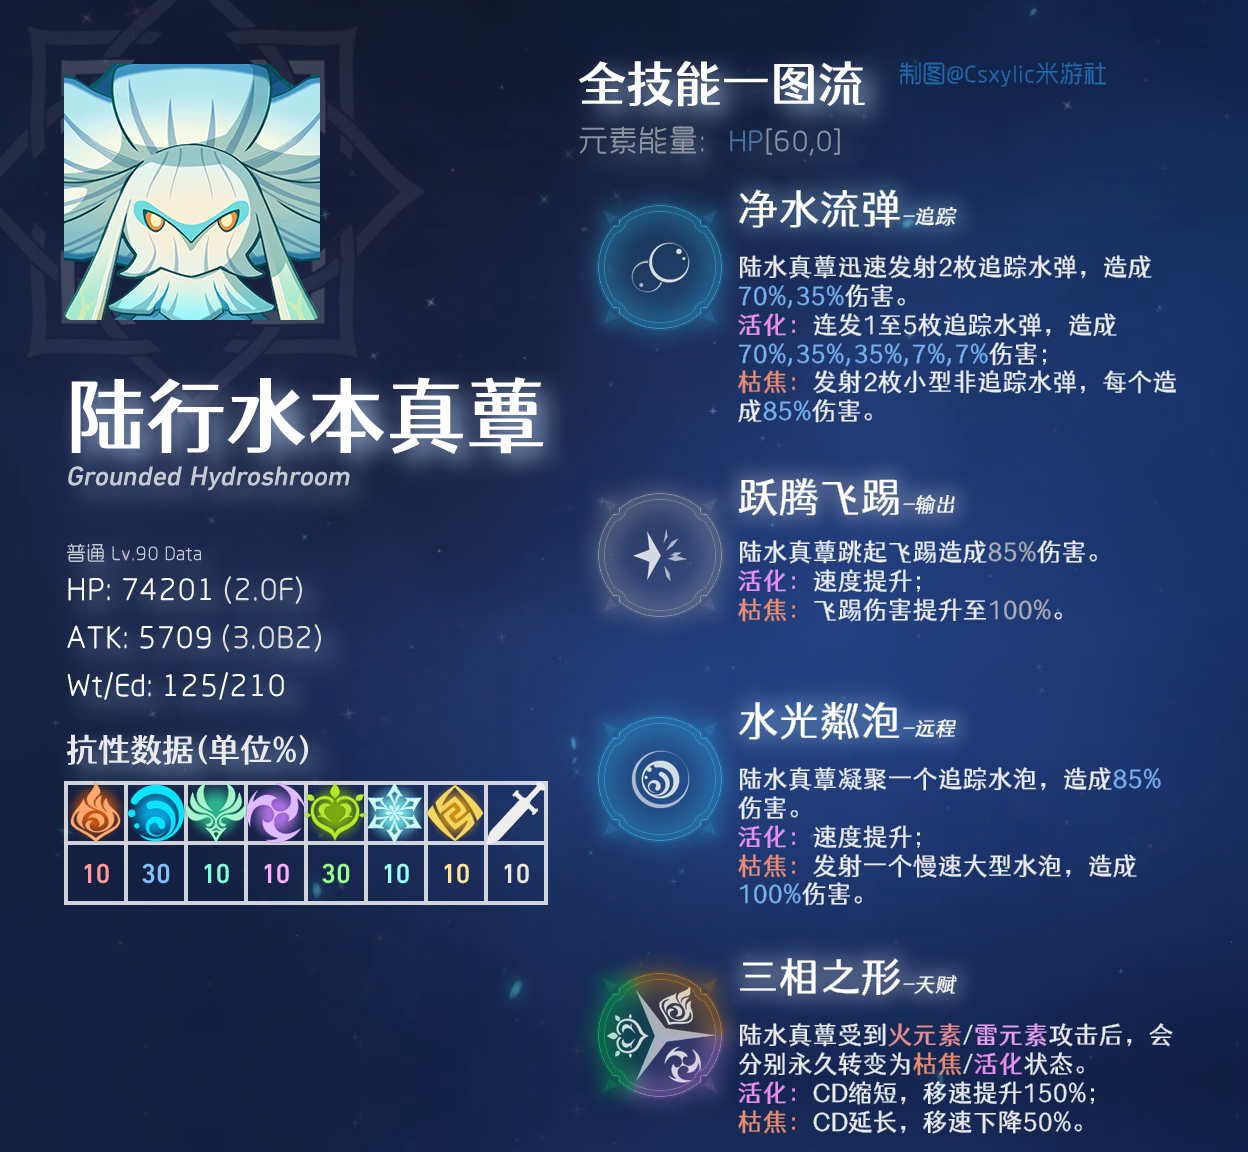 全技能一图流
制图@Csxylic米游社
元素能量: HP[60,0]
净水流弹-追踪
陆水真蕈迅速发射2枚追踪水弹，造成
70%,35%伤害。
活化：连发1至5枚追踪水弹，造成
70%,35%,35%,7%,7%伤害；
枯焦：发射2枚小型非追踪水弹，每个造
成85%伤害。
陆行水本真蕈
Grounded Hydroshroom
跃腾飞踢-输出
陆水真蕈跳起飞踢造成85%伤害。
活化：速度提升；
枯焦：飞踢伤害提升至100%。
普通 Lv.90 Data
HP: 74201 (2.0F)
ATK: 5709 (3.0B2)
Wt/Ed: 125/210
抗性数据(单位%)
10 30 10 10 30 10 10 10
水光粼泡-远程
陆水真蕈凝聚一个追踪水泡，造成85%
伤害。
活化：速度提升；
枯焦：发射一个慢速大型水泡，造成
100%伤害。
三相之形-天赋
陆水真蕈受到火元素/雷元素攻击后，会
分别永久转变为枯焦/活化状态。
活化：CD缩短，移速提升150%；
枯焦：CD延长，移速下降50%。